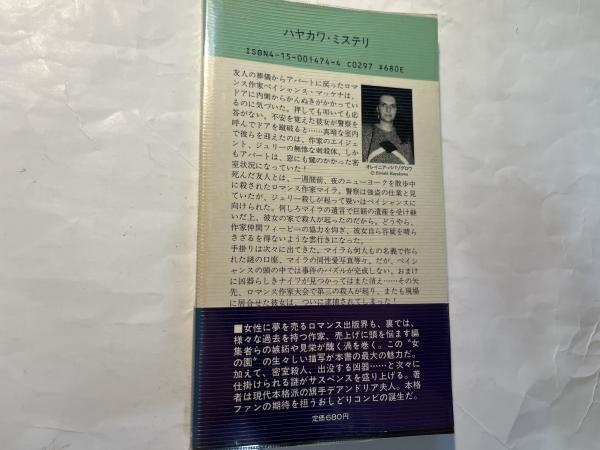 ハヤカワ・ミステリ
ISBN4-15-001474-4 C0297 ¥680E
友人の葬儀からアパートに戻ったロマ
ンス作家ペイシャンス・マッケナは、
ドアに内側からかんぬきがかかってい
るのに気づいた。押しても叩いても応
答がない。不安を覚えた彼女が警察を
呼んでドアを蹴破ると……真暗な室内
で彼らを迎えたのは、作家のエイジェ
ント、ジュリーの無惨な刺殺体。しか
もアパートは、窓にも鍵のかかった密
室状況になっていた！
死んだ友人とは、一週間前、夜のニューヨークを散歩中
に殺されたロマンス作家マイラ。警察は強盗の仕業と見
ていたが、ジュリー殺しが起って疑いはペイシャンスに
向けられた。何しろマイラの遺言で巨額の遺産を受け継
いだ上、彼女の家で殺人が起ったのだから。どうやら、
作家仲間フィービーの協力を仰ぎ、彼女自ら容疑を晴ら
さざるを得ないような雲行きになった。
手掛りは次々に出てきた。マイラら何人もの名義で作ら
れた謎の口座、マイラの同性愛写真等々。だが、ペイシ
ャンスの頭の中では事件のパズルが完成しない。おまけ
に凶器らしきナイフが見つかってはまた消え……その矢
先、ロマンス作家大会で第三の殺人が起り、またも現場
に居合せた彼女は、ついに逮捕されてしまった！
オレイニア・パパゾグロウ
© Hiroshi Hayakawa
■女性に夢を売るロマンス出版界も、裏では、
様々な過去を持つ作家、売上げに頭を悩ます編
集者らの嫉妬や見栄が醜く渦を巻く。この〝女
の園〟の生々しい描写が本書の最大の魅力だ。
加えて、密室殺人、出没する凶器……と次々に
仕掛けられる謎がサスペンスを盛り上げる。著
者は現代本格派の旗手デアンドリア夫人。本格
ファンの期待を担うおしどりコンビの誕生だ。
定価680円